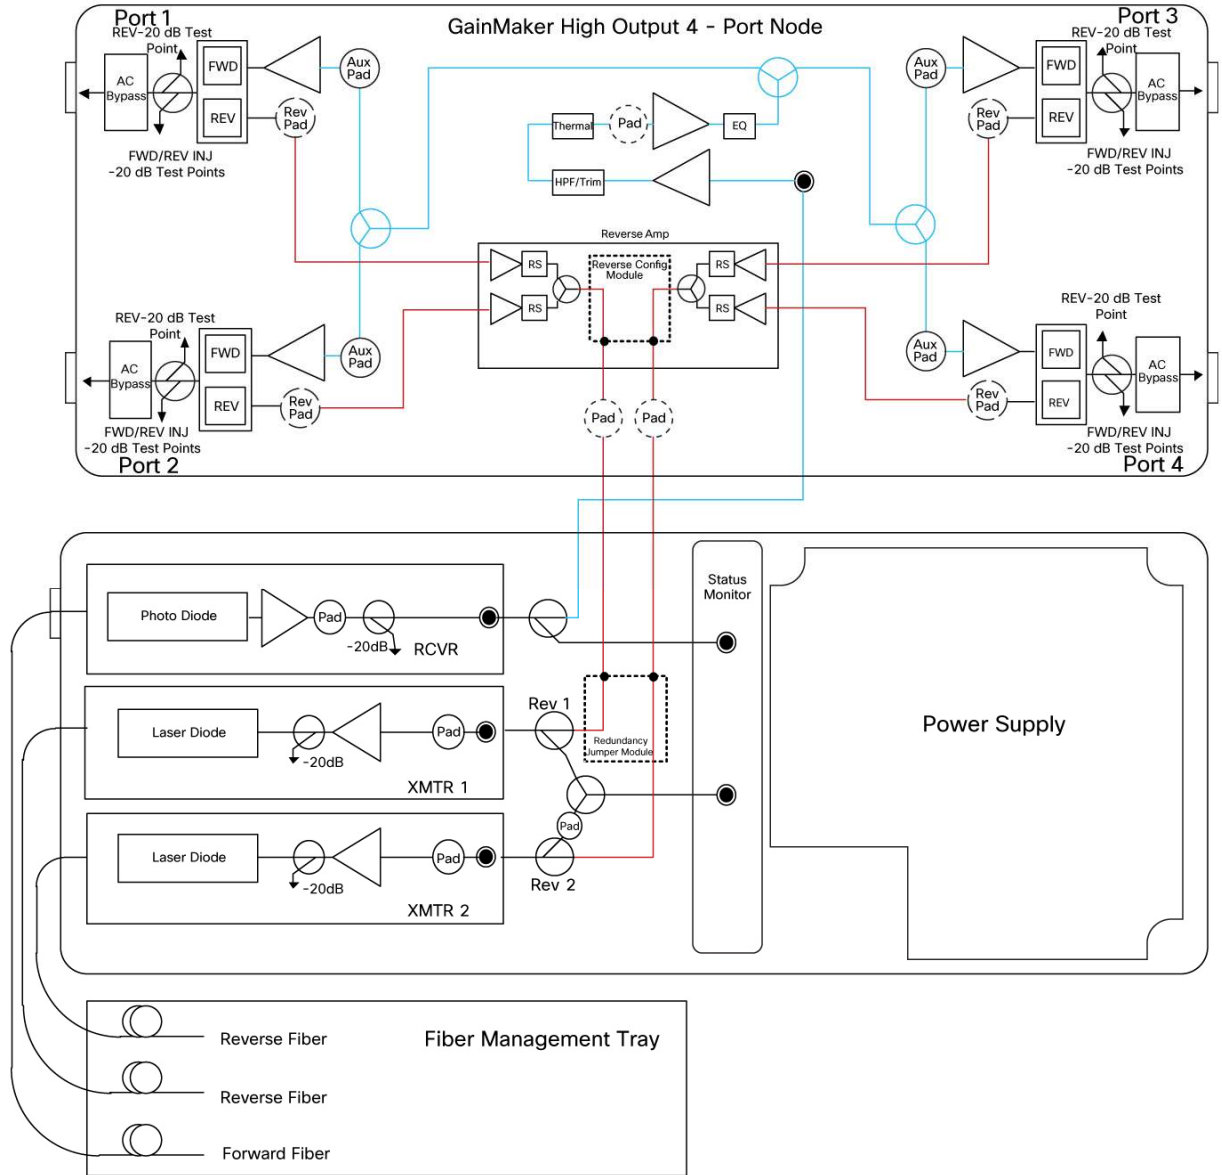 GainMaker High Output 4 - Port Node
Port 1
REV-20 dB Test
Point
AC
Bypass
FWD
REV
FWD/REV INJ
-20 dB Test Points
Aux
Pad
Rev
Pad
Port 3
REV-20 dB Test
Point
Aux
Pad
FWD
REV
AC
Bypass
Rev
Pad
FWD/REV INJ
-20 dB Test Points
Thermal
Pad
EQ
HPF/Trim
Reverse Amp
RS
RS
Reverse Config
Module
RS
RS
REV-20 dB Test
Point
AC
Bypass
FWD
REV
Aux
Pad
Rev
Pad
FWD/REV INJ
-20 dB Test Points
Port 2
Pad
Pad
REV-20 dB Test
Point
Aux
Pad
FWD
REV
AC
Bypass
Rev
Pad
FWD/REV INJ
-20 dB Test Points
Port 4
Photo Diode
Pad
-20dB
RCVR
Status
Monitor
Power Supply
Laser Diode
-20dB
Pad
XMTR 1
Rev 1
Redundancy
Jumper Module
Pad
Rev 2
Laser Diode
-20dB
Pad
XMTR 2
Fiber Management Tray
Reverse Fiber
Reverse Fiber
Forward Fiber